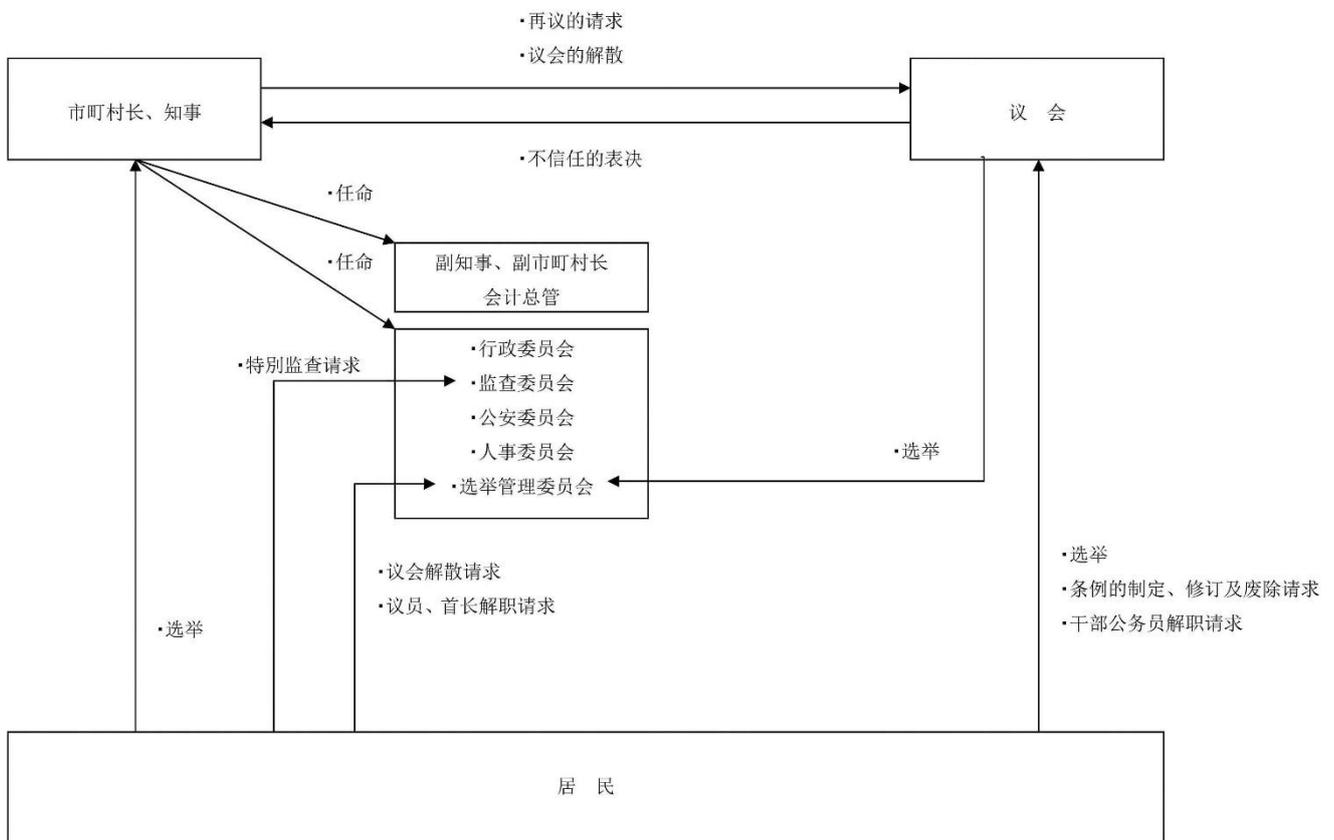 ·再议的请求
·议会的解散
市町村长、知事
议 会
·不信任的表决
·任命
·任命
副知事、副市町村长
会计总管
·特別监查请求
·行政委员会
·监查委员会
·公安委员会
·人事委员会
·选举管理委员会
·选举
·议会解散请求
·议员、首长解职请求
·选举
·条例的制定、修订及废除请求
·干部公务员解职请求
·选举
居 民